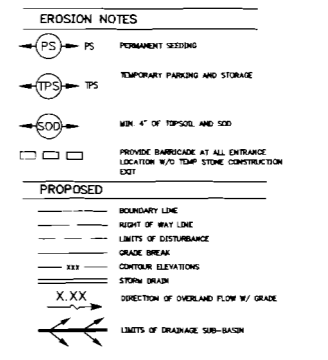 EROSION NOTES
PS PS PERMANENT SEEDING
TPS TPS TEMPORARY PARKING AND STORAGE
SOD MIN. 4" OF TOPSOIL AND SOD
PROVIDE BARRICADE AT ALL ENTRANCE
LOCATION W/O TEMP STONE CONSTRUCTION
EXIT
PROPOSED
BOUNDARY LINE
RIGHT OF WAY LINE
LIMITS OF DISTURBANCE
GRADE BREAK
XXX CONTOUR ELEVATIONS
STORM DRAIN
X.XX DIRECTION OF OVERLAND FLOW W/ GRADE
LIMITS OF DRAINAGE SUB-BASIN